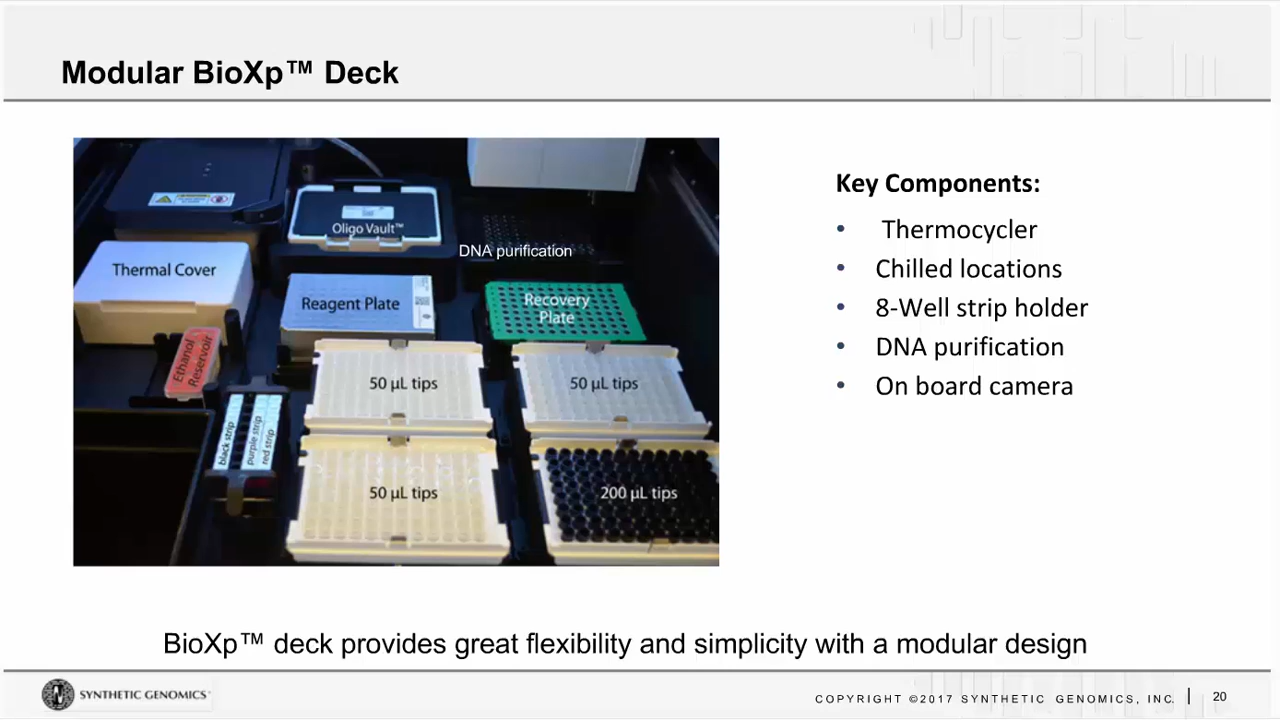 Modular BioXp™ Deck
Oligo Vault™
DNA purification
Thermal Cover
Reagent Plate
Recovery
Plate
Ethanol
Reservoir
50 µL tips
50 µL tips
black strip
purple strip
red strip
50 µL tips
200 µL tips
Key Components:
• Thermocycler
• Chilled locations
• 8-Well strip holder
• DNA purification
• On board camera
BioXp™ deck provides great flexibility and simplicity with a modular design
SYNTHETIC GENOMICS
COPYRIGHT ©2017 SYNTHETIC GENOMICS, INC. | 20